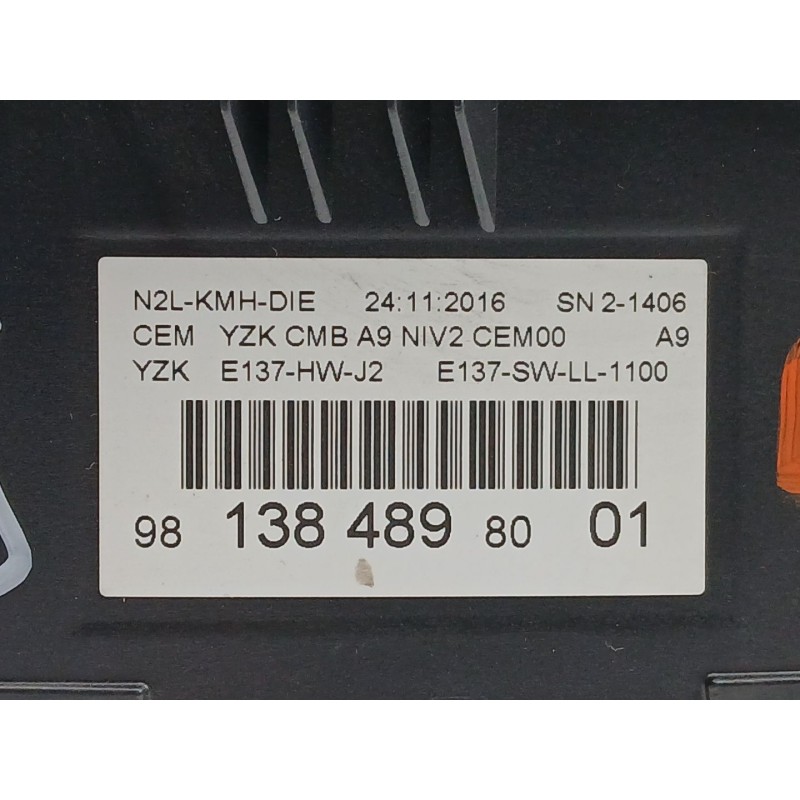 N2L-KMH-DIE 24:11:2016 SN 2-1406
CEM YZK CMB A9 NIV2 CEM00 A9
YZK E137-HW-J2 E137-SW-LL-1100
98 138 489 80 01